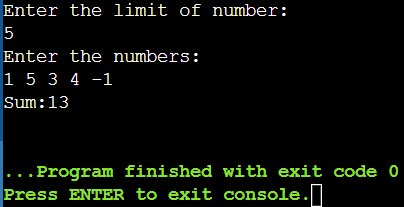 Enter the limit of number:
5
Enter the numbers:
1 5 3 4 -1
Sum:13
...Program finished with exit code 0
Press ENTER to exit console.